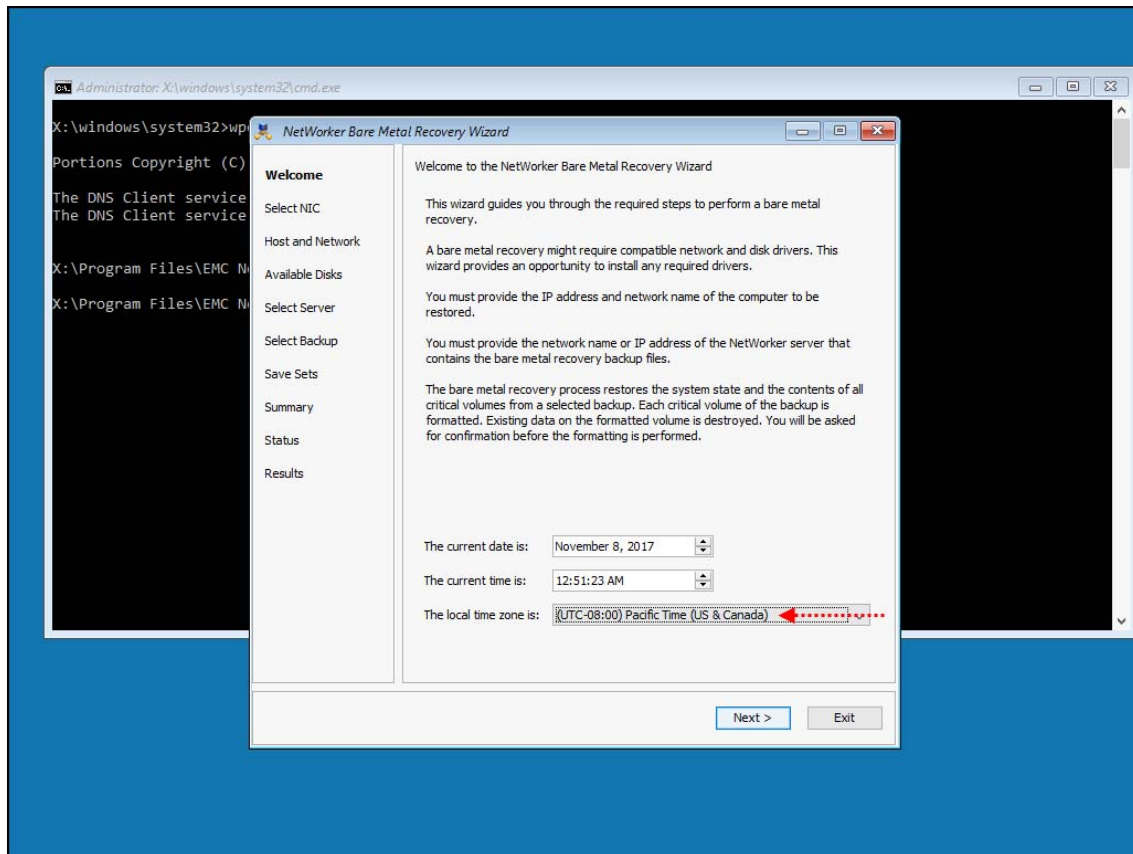 Administrator: X:\windows\system32\cmd.exe
X:\windows\system32>wp
Portions Copyright (C)
The DNS Client service
The DNS Client service
X:\Program Files\EMC N
X:\Program Files\EMC N
NetWorker Bare Metal Recovery Wizard
Welcome
Select NIC
Host and Network
Available Disks
Select Server
Select Backup
Save Sets
Summary
Status
Results
Welcome to the NetWorker Bare Metal Recovery Wizard
This wizard guides you through the required steps to perform a bare metal
recovery.
A bare metal recovery might require compatible network and disk drivers. This
wizard provides an opportunity to install any required drivers.
You must provide the IP address and network name of the computer to be
restored.
You must provide the network name or IP address of the NetWorker server that
contains the bare metal recovery backup files.
The bare metal recovery process restores the system state and the contents of all
critical volumes from a selected backup. Each critical volume of the backup is
formatted. Existing data on the formatted volume is destroyed. You will be asked
for confirmation before the formatting is performed.
The current date is: November 8, 2017
The current time is: 12:51:23 AM
The local time zone is: (UTC-08:00) Pacific Time (US & Canada)
Next > Exit